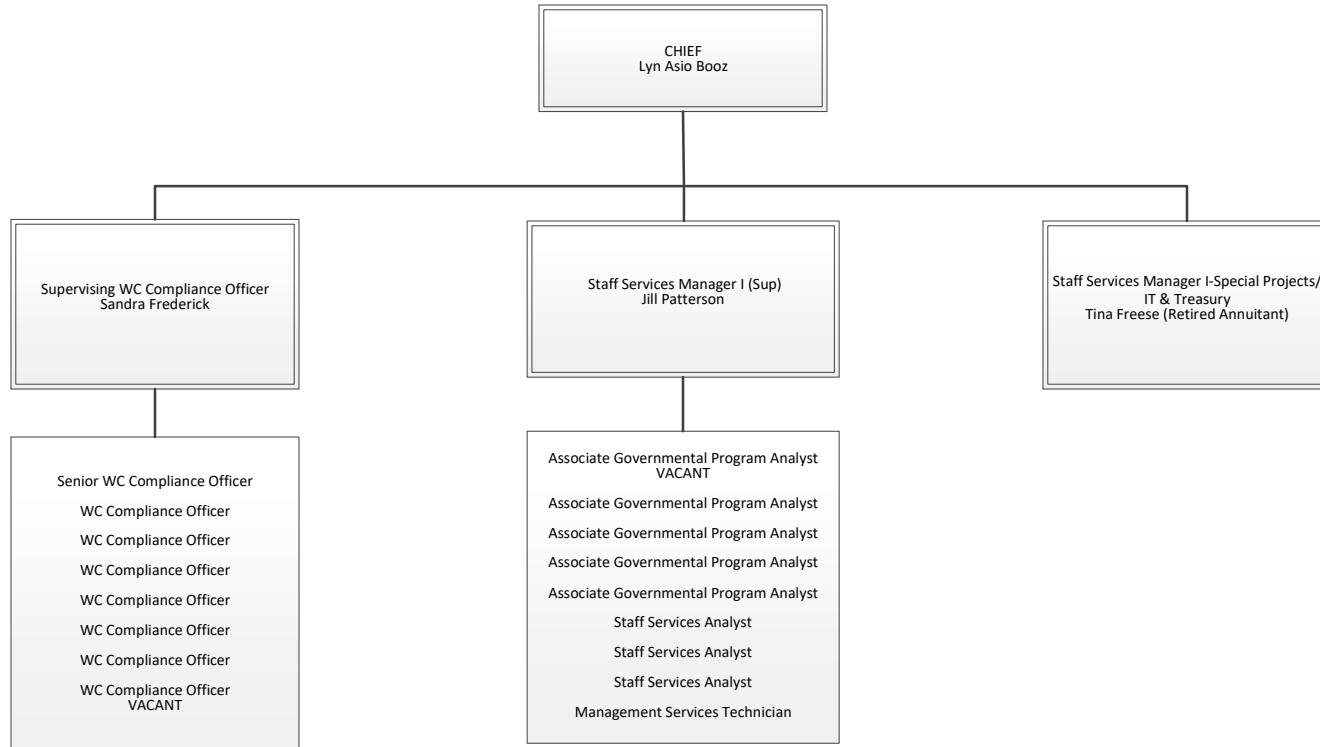 CHIEF
Lyn Asio Booz
Supervising WC Compliance Officer
Sandra Frederick
Staff Services Manager I (Sup)
Jill Patterson
Staff Services Manager I-Special Projects/
IT & Treasury
Tina Freese (Retired Annuitant)
Senior WC Compliance Officer
WC Compliance Officer
WC Compliance Officer
WC Compliance Officer
WC Compliance Officer
WC Compliance Officer
WC Compliance Officer
WC Compliance Officer
VACANT
Associate Governmental Program Analyst
VACANT
Associate Governmental Program Analyst
Associate Governmental Program Analyst
Associate Governmental Program Analyst
Associate Governmental Program Analyst
Staff Services Analyst
Staff Services Analyst
Staff Services Analyst
Management Services Technician